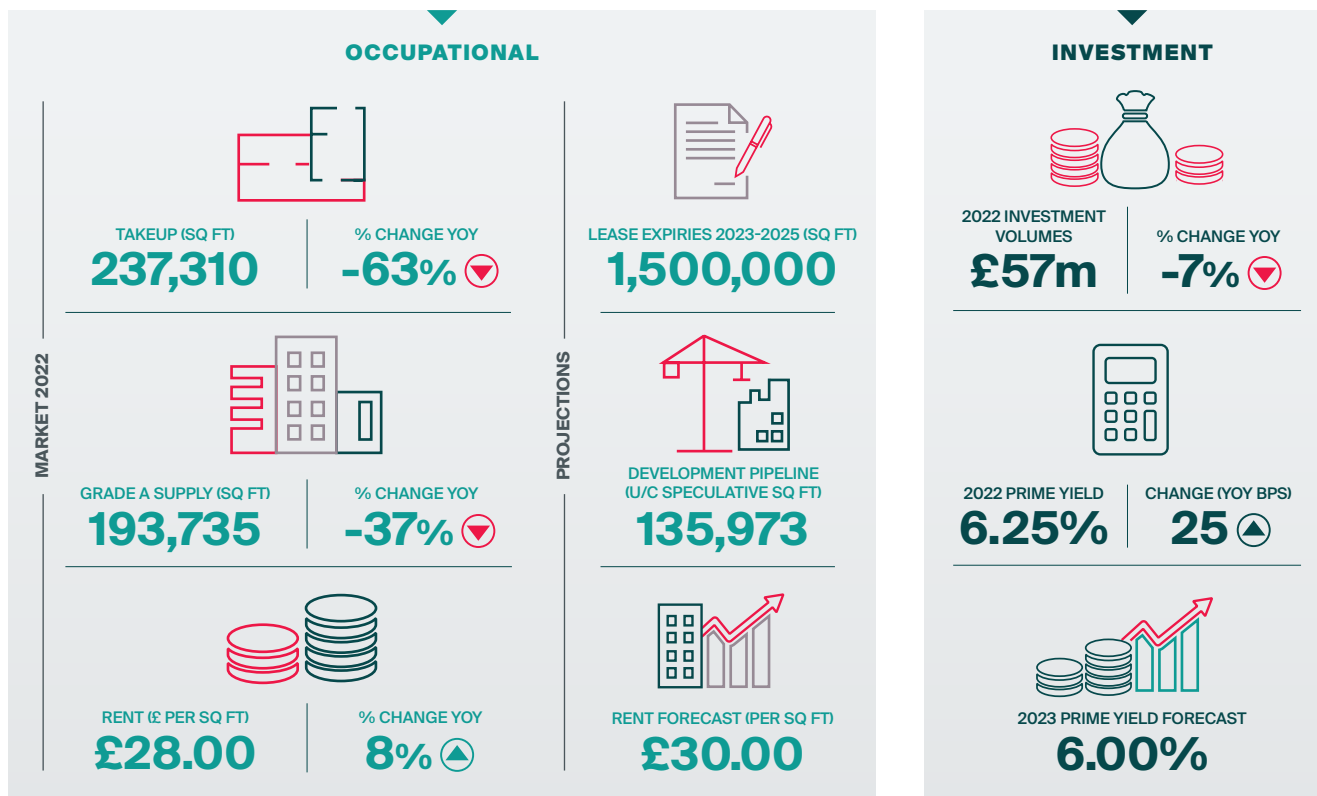 OCCUPATIONAL
MARKET 2022
TAKEUP (SQ FT)
237,310
% CHANGE YOY
-63%
GRADE A SUPPLY (SQ FT)
193,735
% CHANGE YOY
-37%
RENT (£ PER SQ FT)
£28.00
% CHANGE YOY
8%
PROJECTIONS
LEASE EXPIRIES 2023-2025 (SQ FT)
1,500,000
DEVELOPMENT PIPELINE
(U/C SPECULATIVE SQ FT)
135,973
RENT FORECAST (PER SQ FT)
£30.00
INVESTMENT
2022 INVESTMENT
VOLUMES
£57m
% CHANGE YOY
-7%
2022 PRIME YIELD
6.25%
CHANGE (YOY BPS)
25
2023 PRIME YIELD FORECAST
6.00%